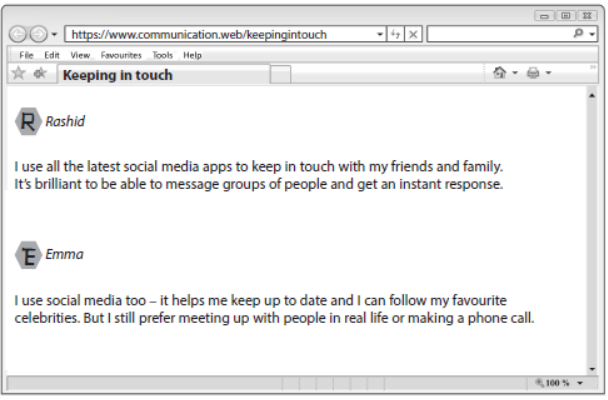 https://www.communication.web/keepingintouch
File Edit View Favourites Tools Help
Keeping in touch
R Rashid
I use all the latest social media apps to keep in touch with my friends and family.
It's brilliant to be able to message groups of people and get an instant response.
E Emma
I use social media too – it helps me keep up to date and I can follow my favourite
celebrities. But I still prefer meeting up with people in real life or making a phone call.
100 %